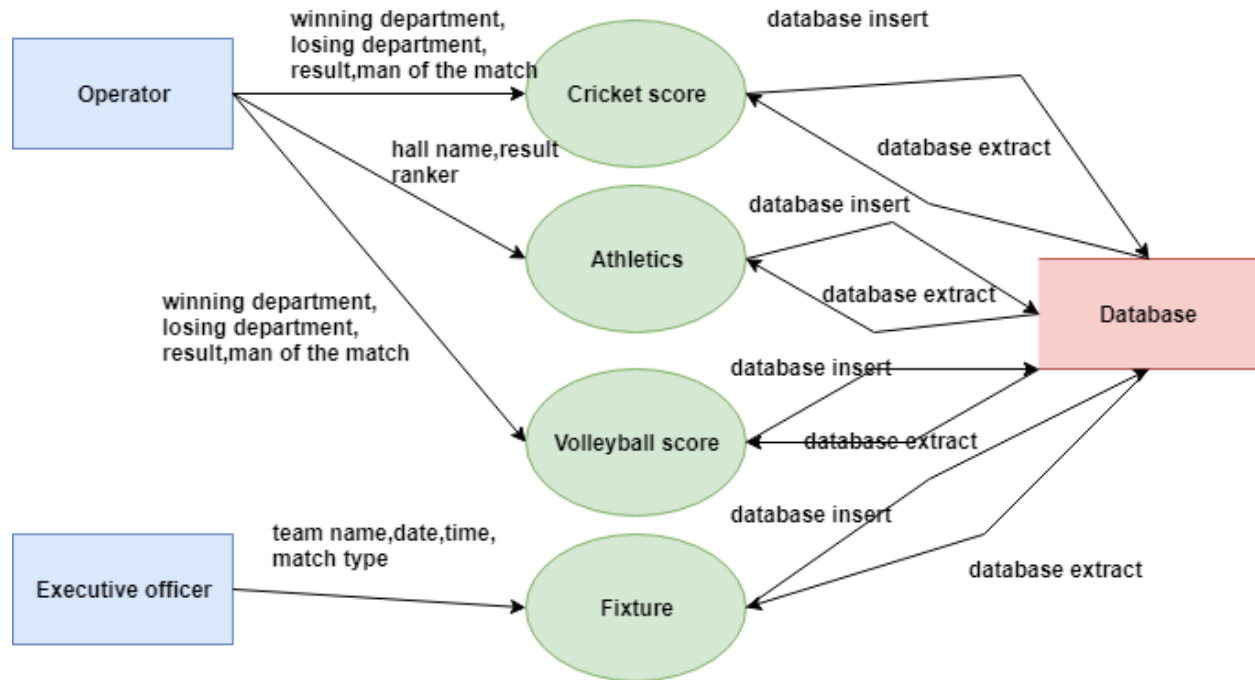 winning department,
losing department,
result,man of the match
database insert
Operator
Cricket score
database extract
hall name,result
ranker
database insert
Athletics
database extract
winning department,
losing department,
result,man of the match
Database
database insert
Volleyball score
database extract
team name,date,time,
match type
database insert
Executive officer
Fixture
database extract